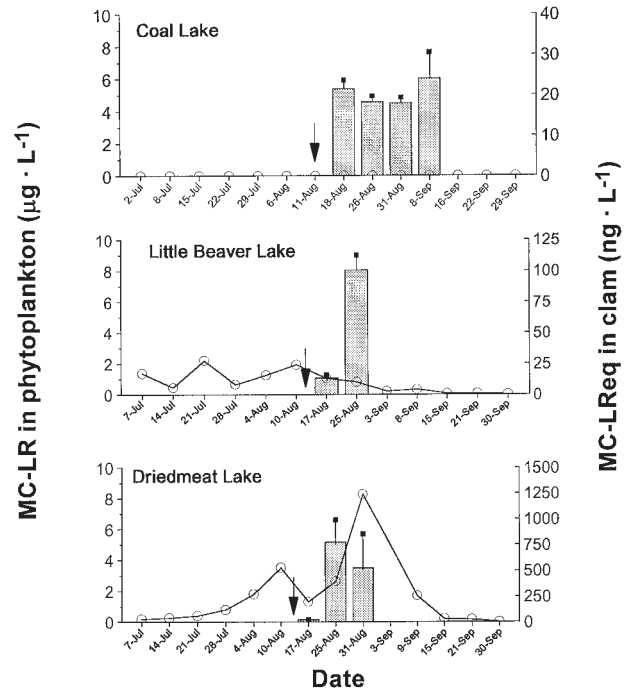 MC-LR in phytoplankton (μg · L⁻¹)
MC-LReq in clam (ng · L⁻¹)
Coal Lake
10
8
6
4
2
0
40
30
20
10
0
2-Jul
8-Jul
15-Jul
22-Jul
29-Jul
6-Aug
11-Aug
18-Aug
26-Aug
31-Aug
8-Sep
16-Sep
22-Sep
29-Sep
Little Beaver Lake
10
8
6
4
2
0
125
100
75
50
25
0
7-Jul
14-Jul
21-Jul
28-Jul
4-Aug
10-Aug
17-Aug
25-Aug
3-Sep
8-Sep
15-Sep
21-Sep
30-Sep
Driedmeat Lake
10
8
6
4
2
0
1500
1250
1000
750
500
250
0
7-Jul
14-Jul
21-Jul
28-Jul
4-Aug
10-Aug
17-Aug
25-Aug
31-Aug
3-Sep
9-Sep
15-Sep
21-Sep
30-Sep
Date